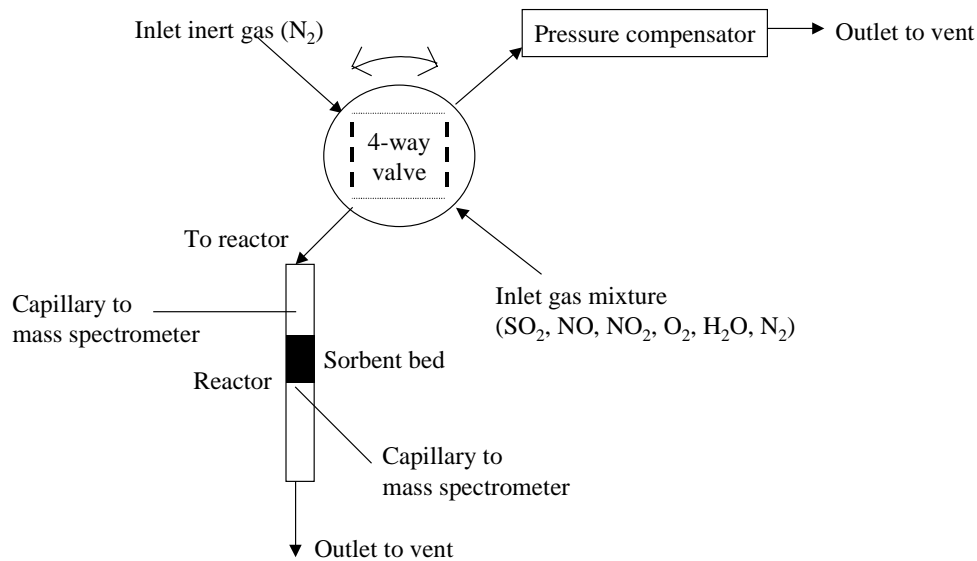 Inlet inert gas (N₂)
Pressure compensator
Outlet to vent
4-way
valve
To reactor
Capillary to
mass spectrometer
Inlet gas mixture
(SO₂, NO, NO₂, O₂, H₂O, N₂)
Sorbent bed
Reactor
Capillary to
mass spectrometer
Outlet to vent